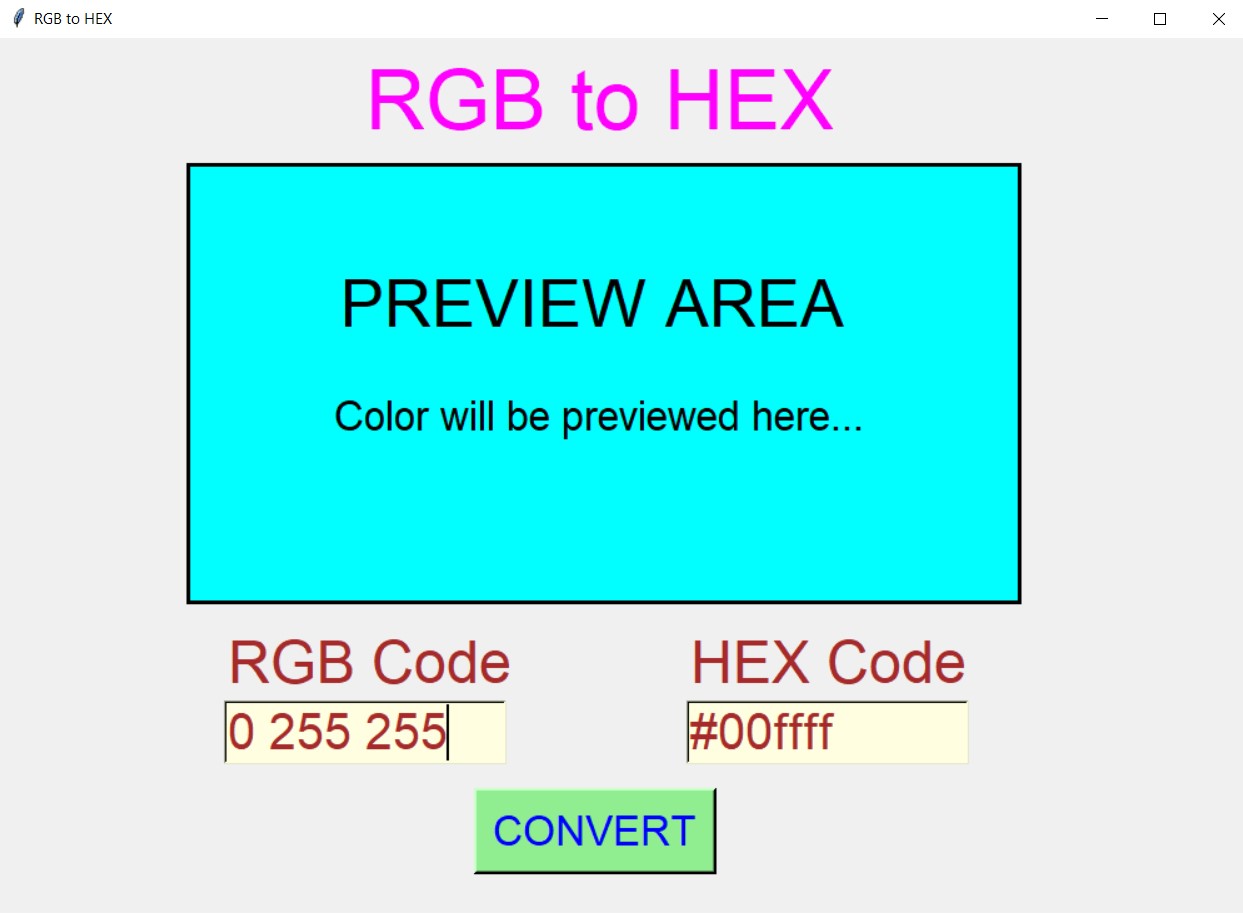 RGB to HEX
RGB to HEX
PREVIEW AREA
Color will be previewed here...
RGB Code
HEX Code
0 255 255
#00ffff
CONVERT